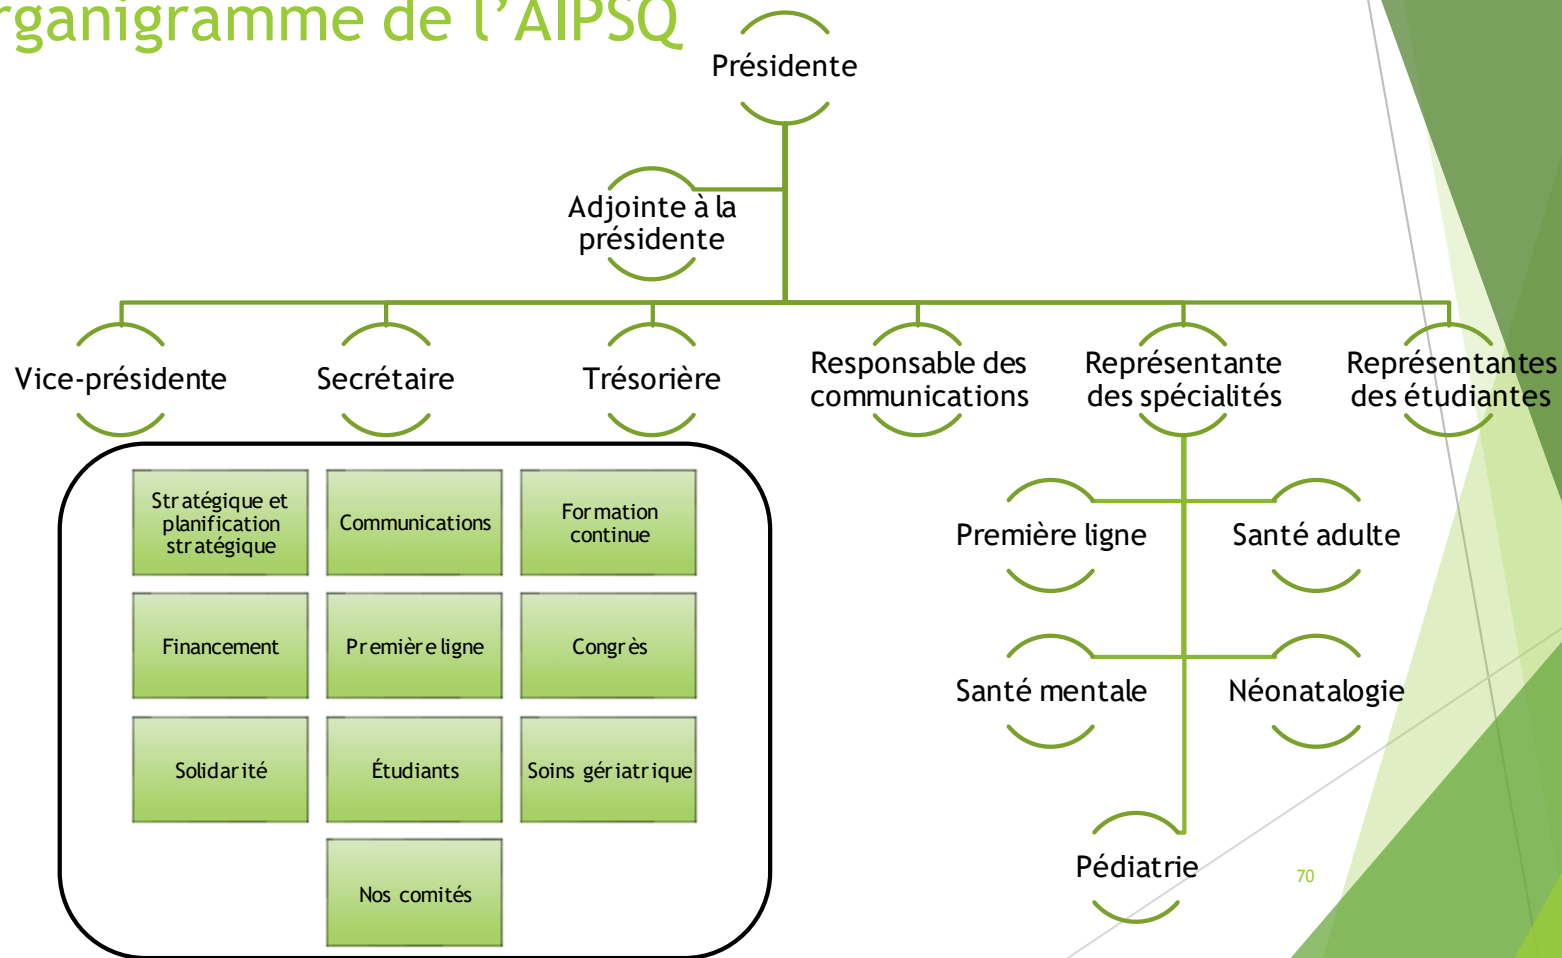 rganigramme de l’AIPSQ
Présidente
Adjointe à la
présidente
Vice-présidente
Secrétaire
Trésorière
Responsable des
communications
Représentante
des spécialités
Représentantes
des étudiantes
Stratégique et
planification
stratégique
Communications
Formation
continue
Financement
Première ligne
Congrès
Solidarité
Étudiants
Soins gériatrique
Nos comités
Première ligne
Santé adulte
Santé mentale
Néonatalogie
Pédiatrie
70